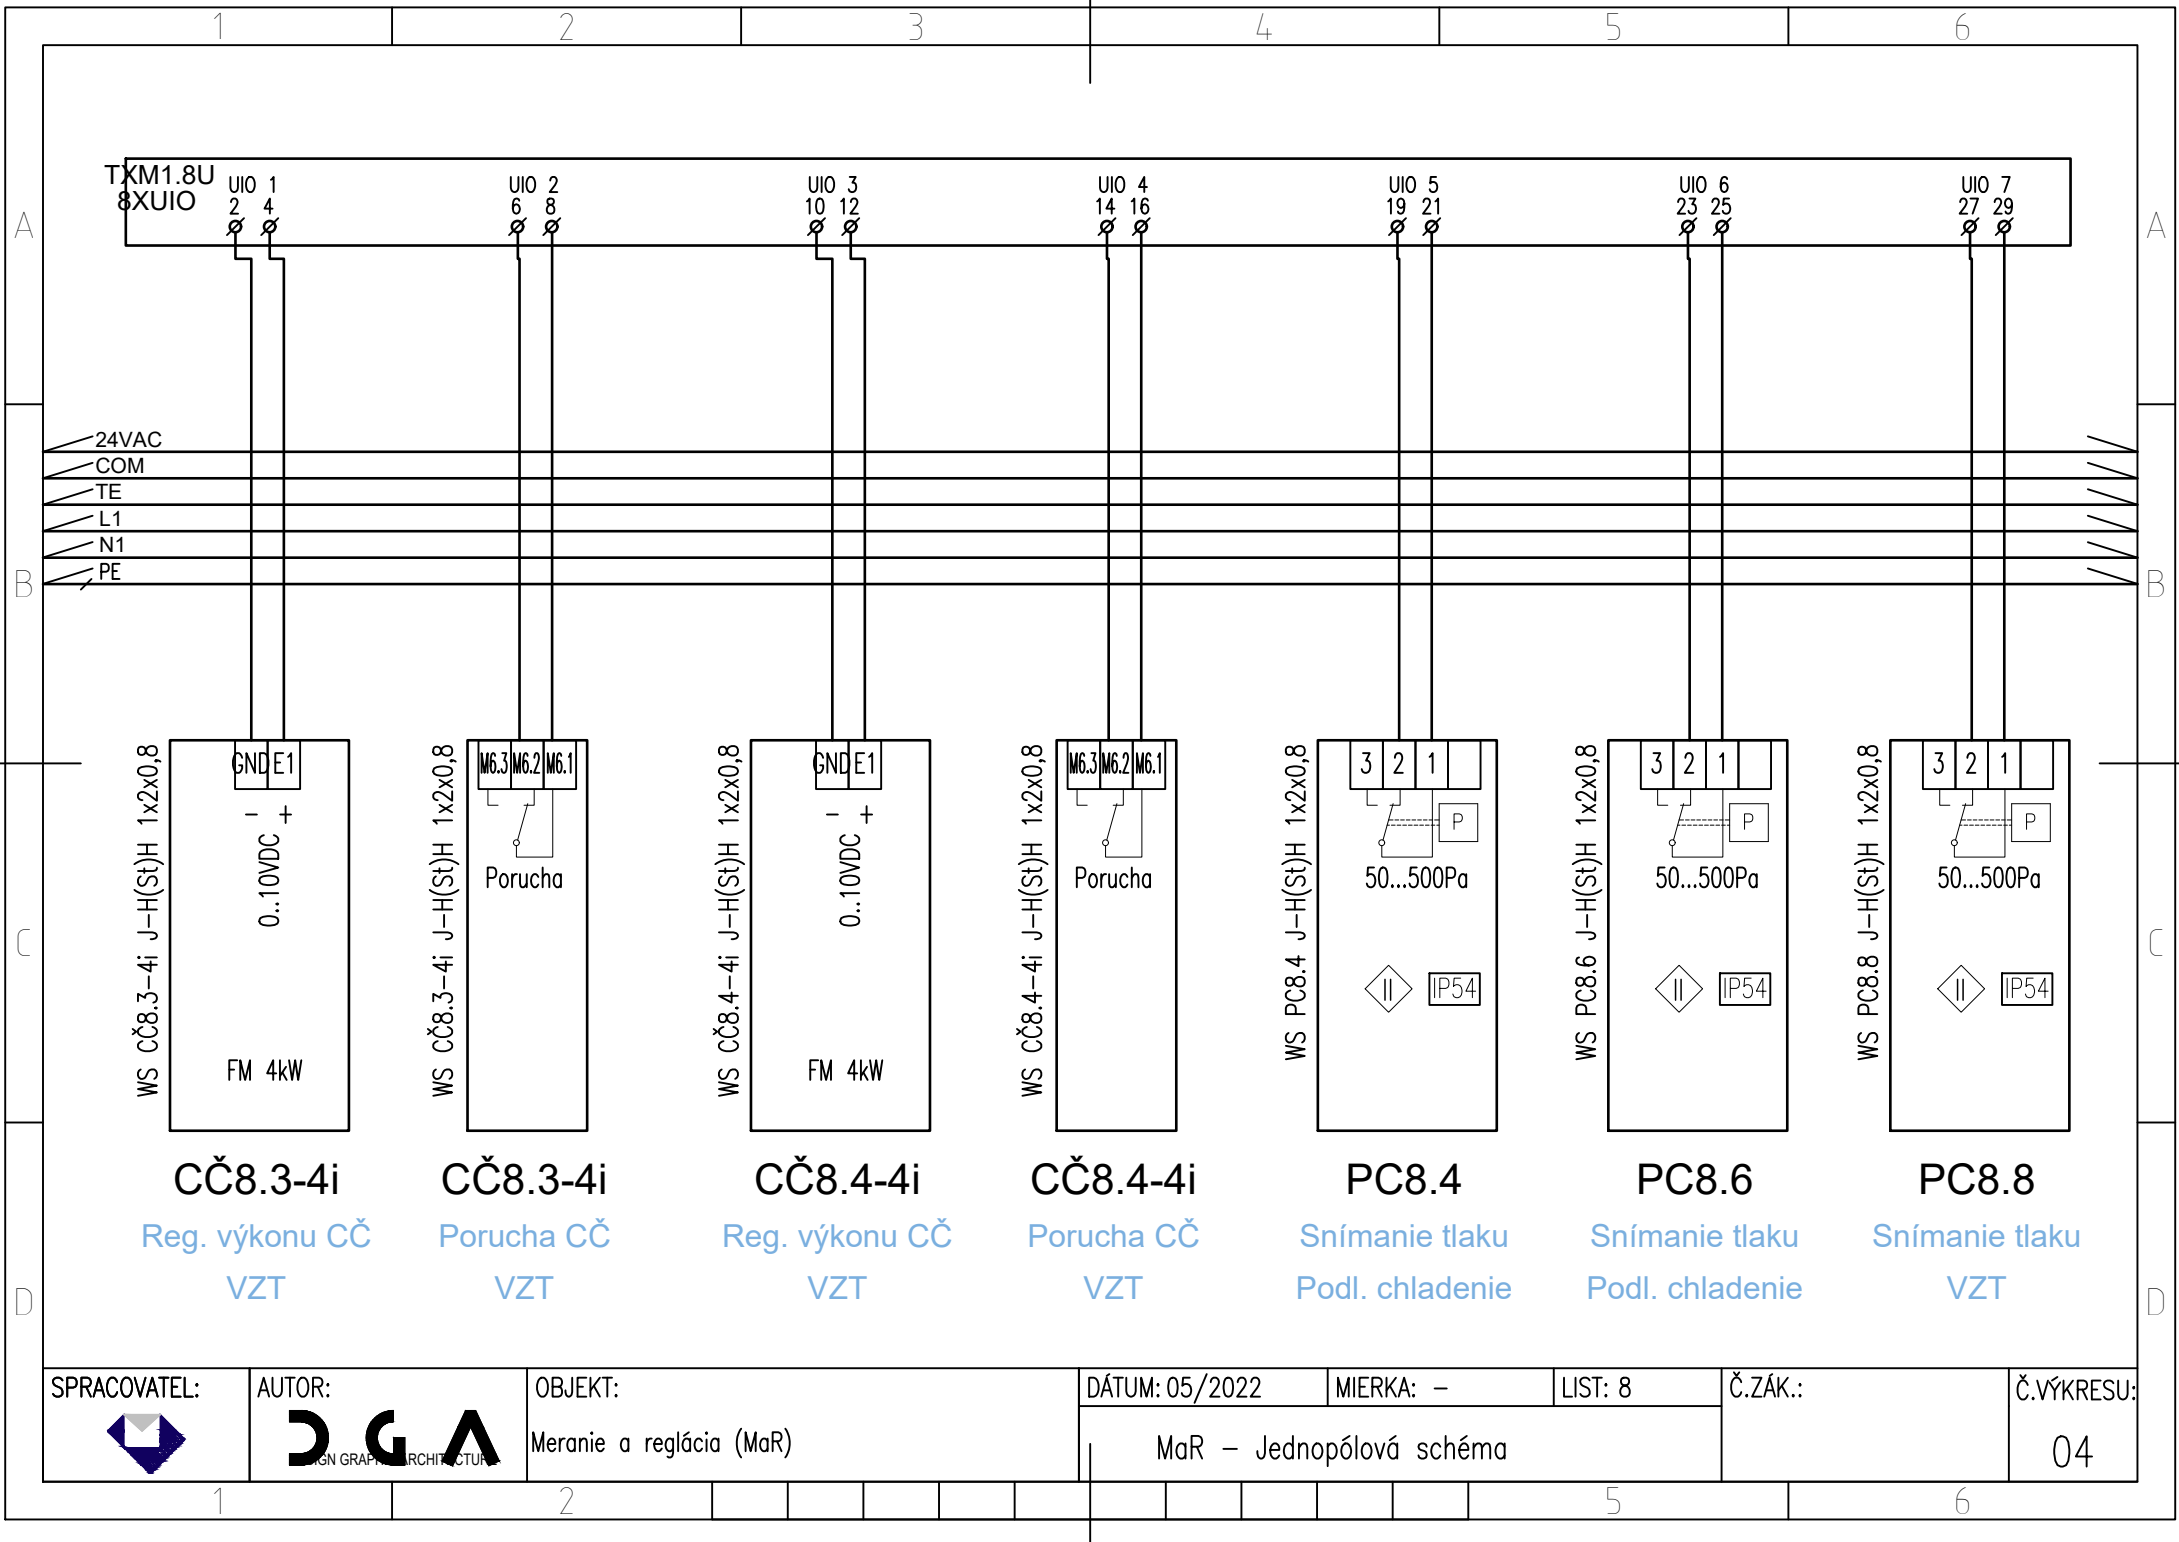 1 2 3 4 5 6
TXM1.8U
8XUIO
UIO 1
2 4
UIO 2
6 8
UIO 3
10 12
UIO 4
14 16
UIO 5
19 21
UIO 6
23 25
UIO 7
27 29
A A
24VAC
COM
TE
L1
N1
PE
B B
WS CČ8.3-4i J-H(St)H 1x2x0,8
GND E1
- +
0..10VDC
FM 4kW
WS CČ8.3-4i J-H(St)H 1x2x0,8
M6.3 M6.2 M6.1
Porucha
WS CČ8.4-4i J-H(St)H 1x2x0,8
GND E1
- +
0..10VDC
FM 4kW
WS CČ8.4-4i J-H(St)H 1x2x0,8
M6.3 M6.2 M6.1
Porucha
WS PC8.4 J-H(St)H 1x2x0,8
3 2 1
P
50...500Pa
II IP54
WS PC8.6 J-H(St)H 1x2x0,8
3 2 1
P
50...500Pa
II IP54
WS PC8.8 J-H(St)H 1x2x0,8
3 2 1
P
50...500Pa
II IP54
C C
CČ8.3-4i
Reg. výkonu CČ
VZT
CČ8.3-4i
Porucha CČ
VZT
CČ8.4-4i
Reg. výkonu CČ
VZT
CČ8.4-4i
Porucha CČ
VZT
PC8.4
Snímanie tlaku
Podl. chladenie
PC8.6
Snímanie tlaku
Podl. chladenie
PC8.8
Snímanie tlaku
VZT
D D
SPRACOVATEL:
AUTOR:
DGA
OBJEKT:
Meranie a reglácia (MaR)
DÁTUM: 05/2022
MIERKA: -
LIST: 8
MaR - Jednopólová schéma
Č.ZÁK.:
Č.VÝKRESU:
04
1 2 5 6